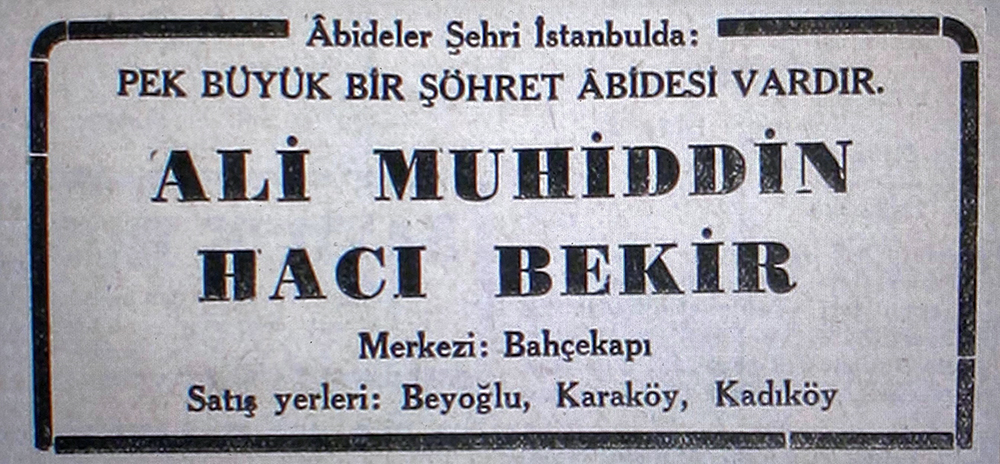 Âbideler Şehri İstanbulda:
PEK BÜYÜK BİR ŞÖHRET ÂBİDESİ VARDIR.
ALİ MUHİDDİN
HACI BEKİR
Merkezi: Bahçekapı
Satış yerleri: Beyoğlu, Karaköy, Kadıköy